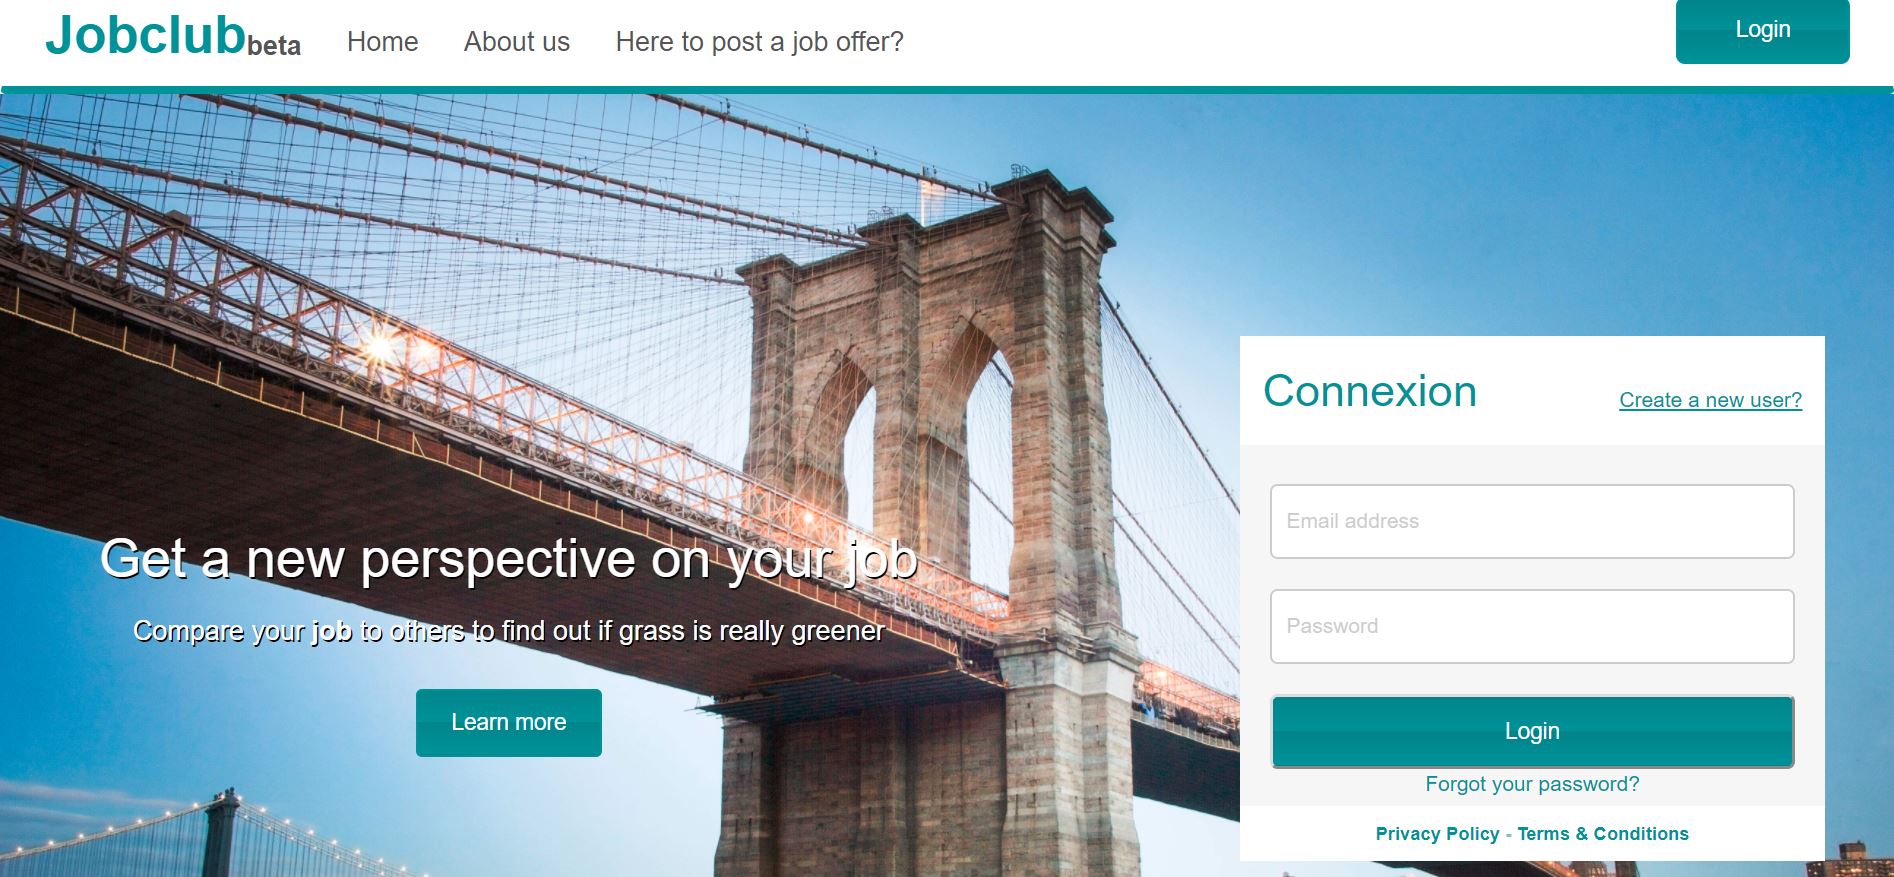 Jobclub beta Home About us Here to post a job offer? Login
Get a new perspective on your job
Compare your job to others to find out if grass is really greener
Learn more
Connexion Create a new user?
Email address
Password
Login
Forgot your password?
Privacy Policy - Terms & Conditions